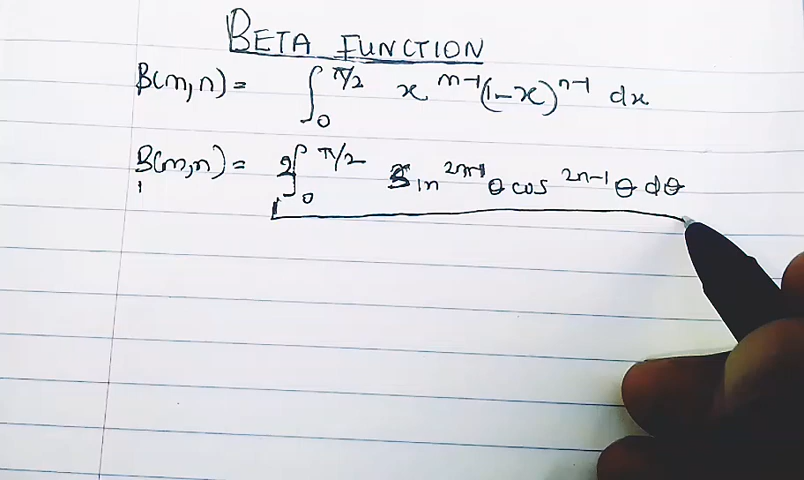 BETA FUNCTION
B(m,n) = ∫₀^π/2 x^m-1 (1-x)^n-1 dx
B(m,n) = 2∫₀^π/2 Sin^2m-1 θ cos^2n-1 θ dθ